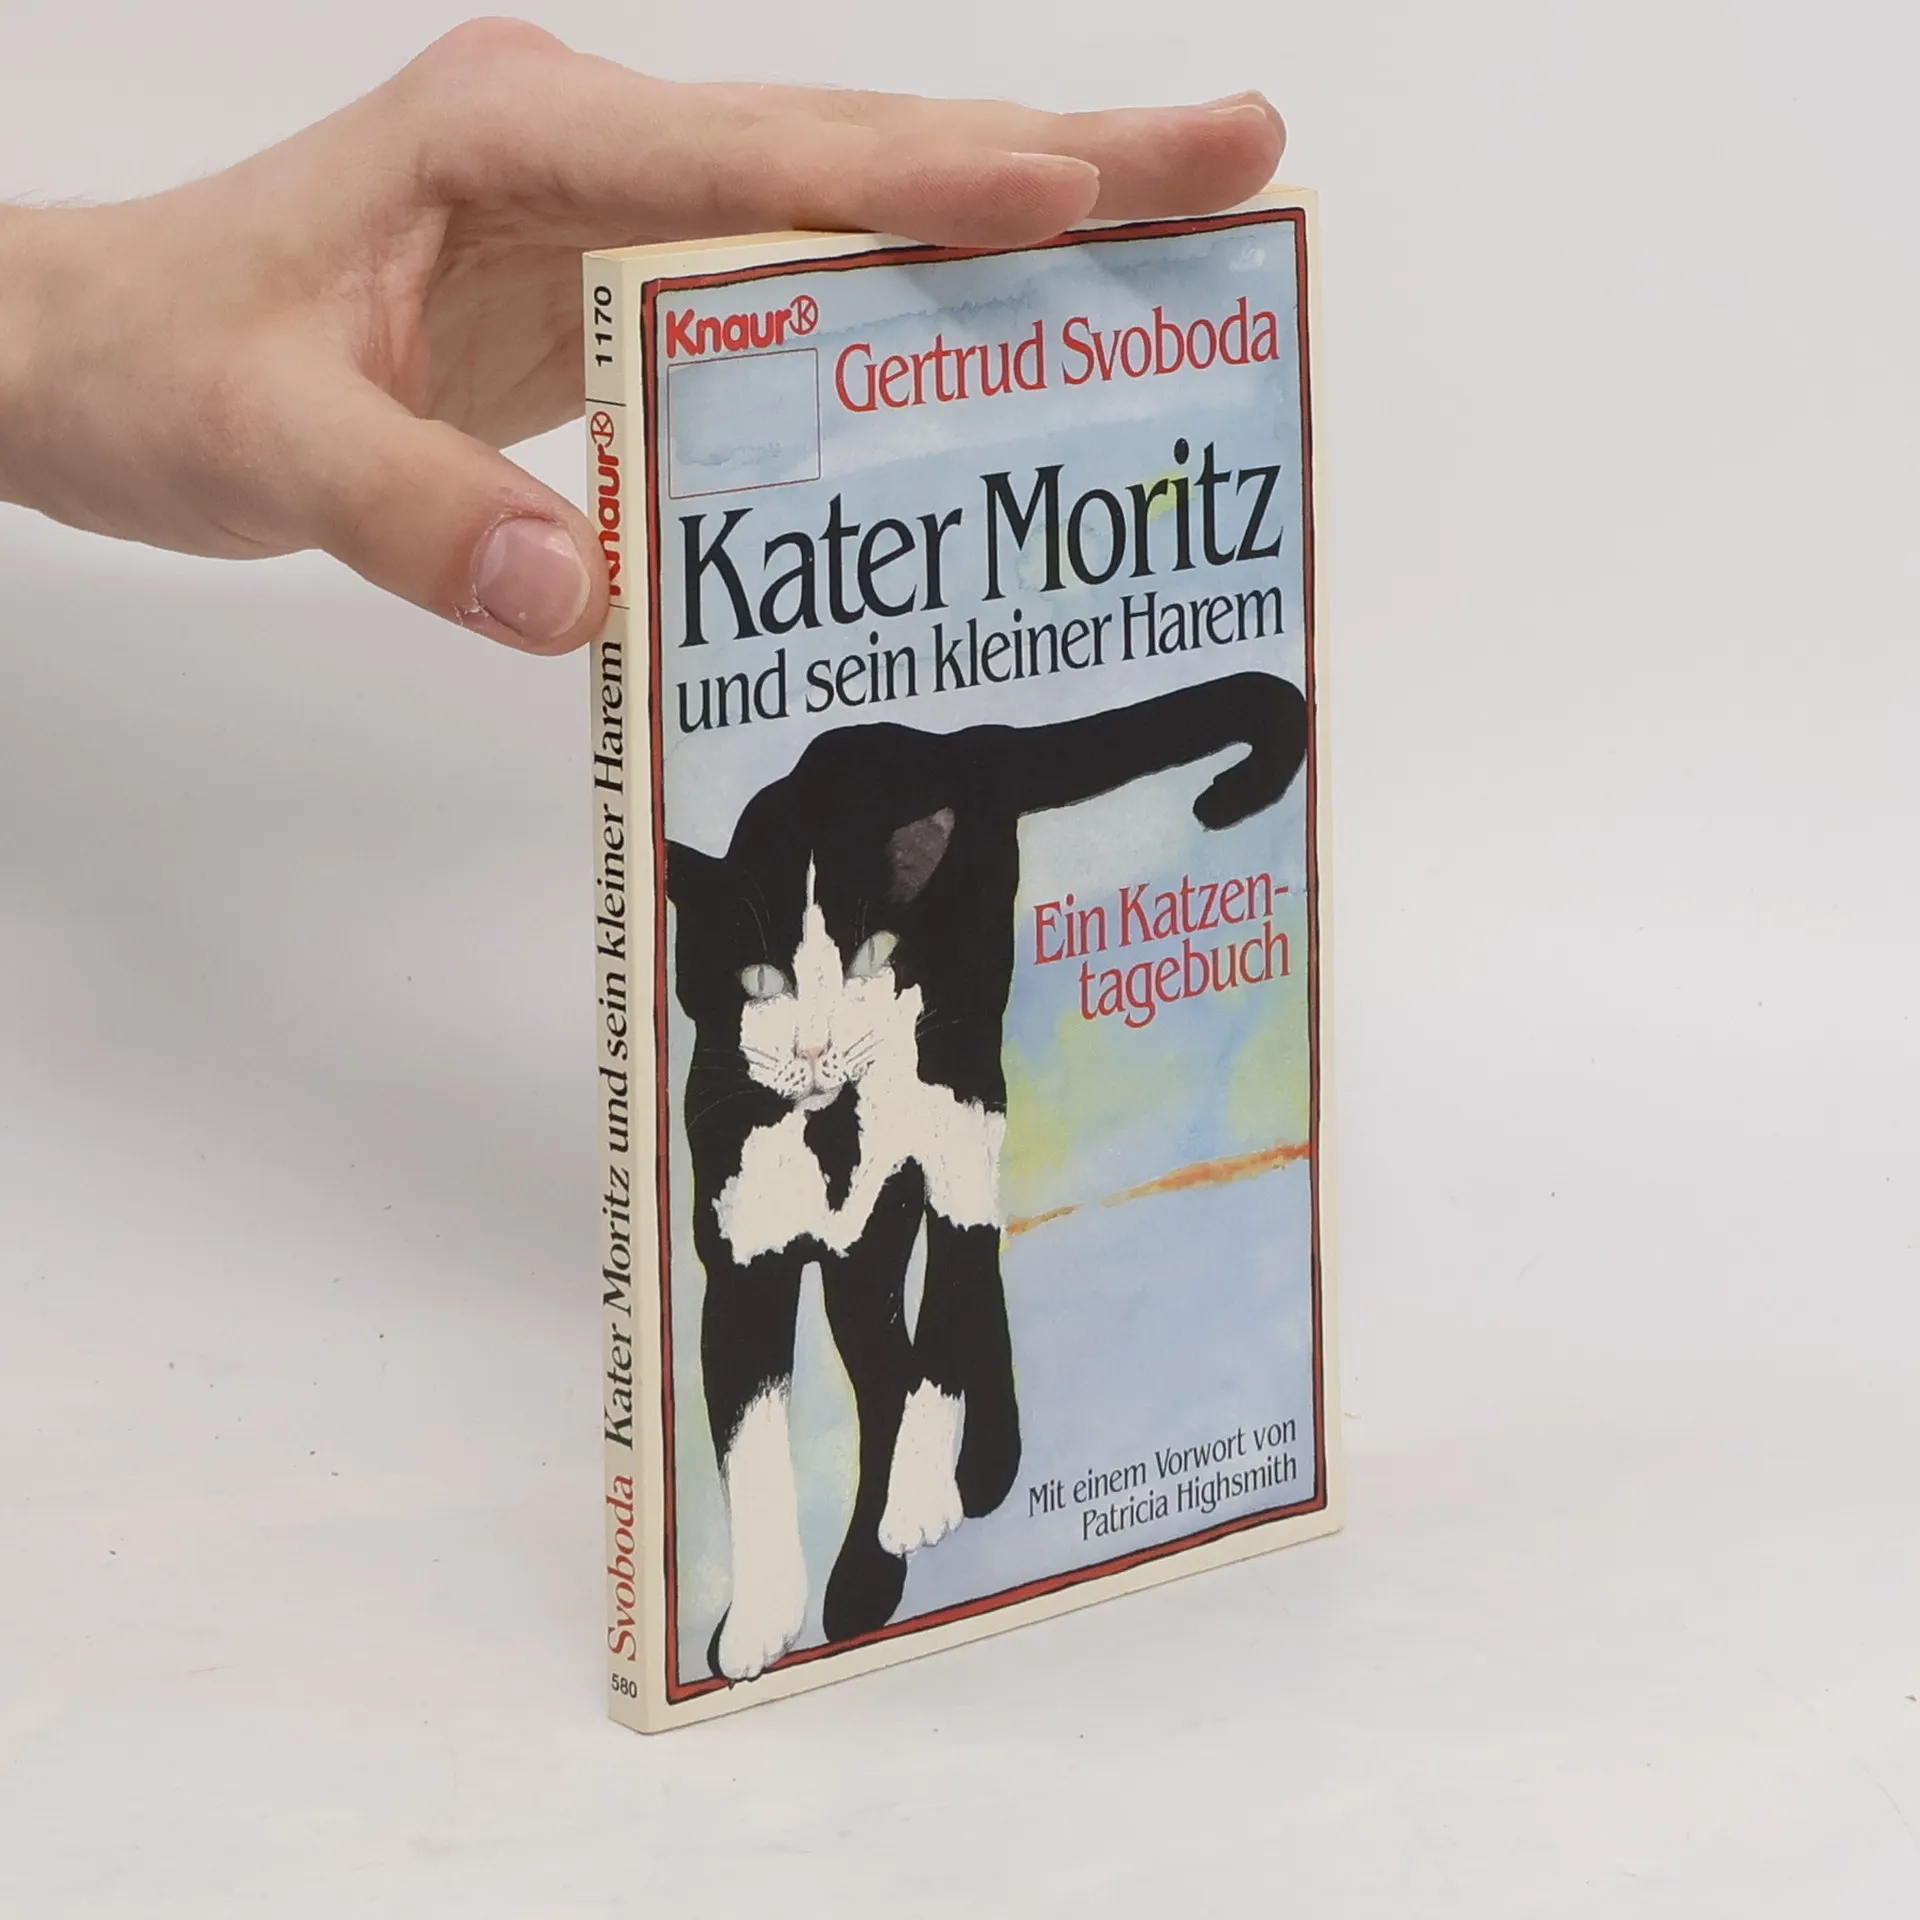 1170
Knaur
Svoboda Kater Moritz und sein kleiner Harem
580
Knaur
Gertrud Svoboda
Kater Moritz
und sein kleiner Harem
Ein Katzen-
tagebuch
Mit einem Vorwort von
Patricia Highsmith